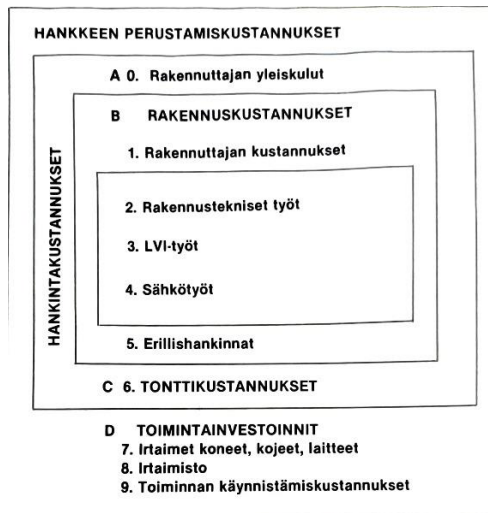 HANKKEEN PERUSTAMISKUSTANNUKSET
A 0. Rakennuttajan yleiskulut
B RAKENNUSKUSTANNUKSET
1. Rakennuttajan kustannukset
2. Rakennustekniset työt
3. LVI-työt
4. Sähkötyöt
5. Erillishankinnat
HANKINTAKUSTANNUKSET
C 6. TONTTIKUSTANNUKSET
D TOIMINTAINVESTOINNIT
7. Irtaimet koneet, kojeet, laitteet
8. Irtaimisto
9. Toiminnan käynnistämiskustannukset